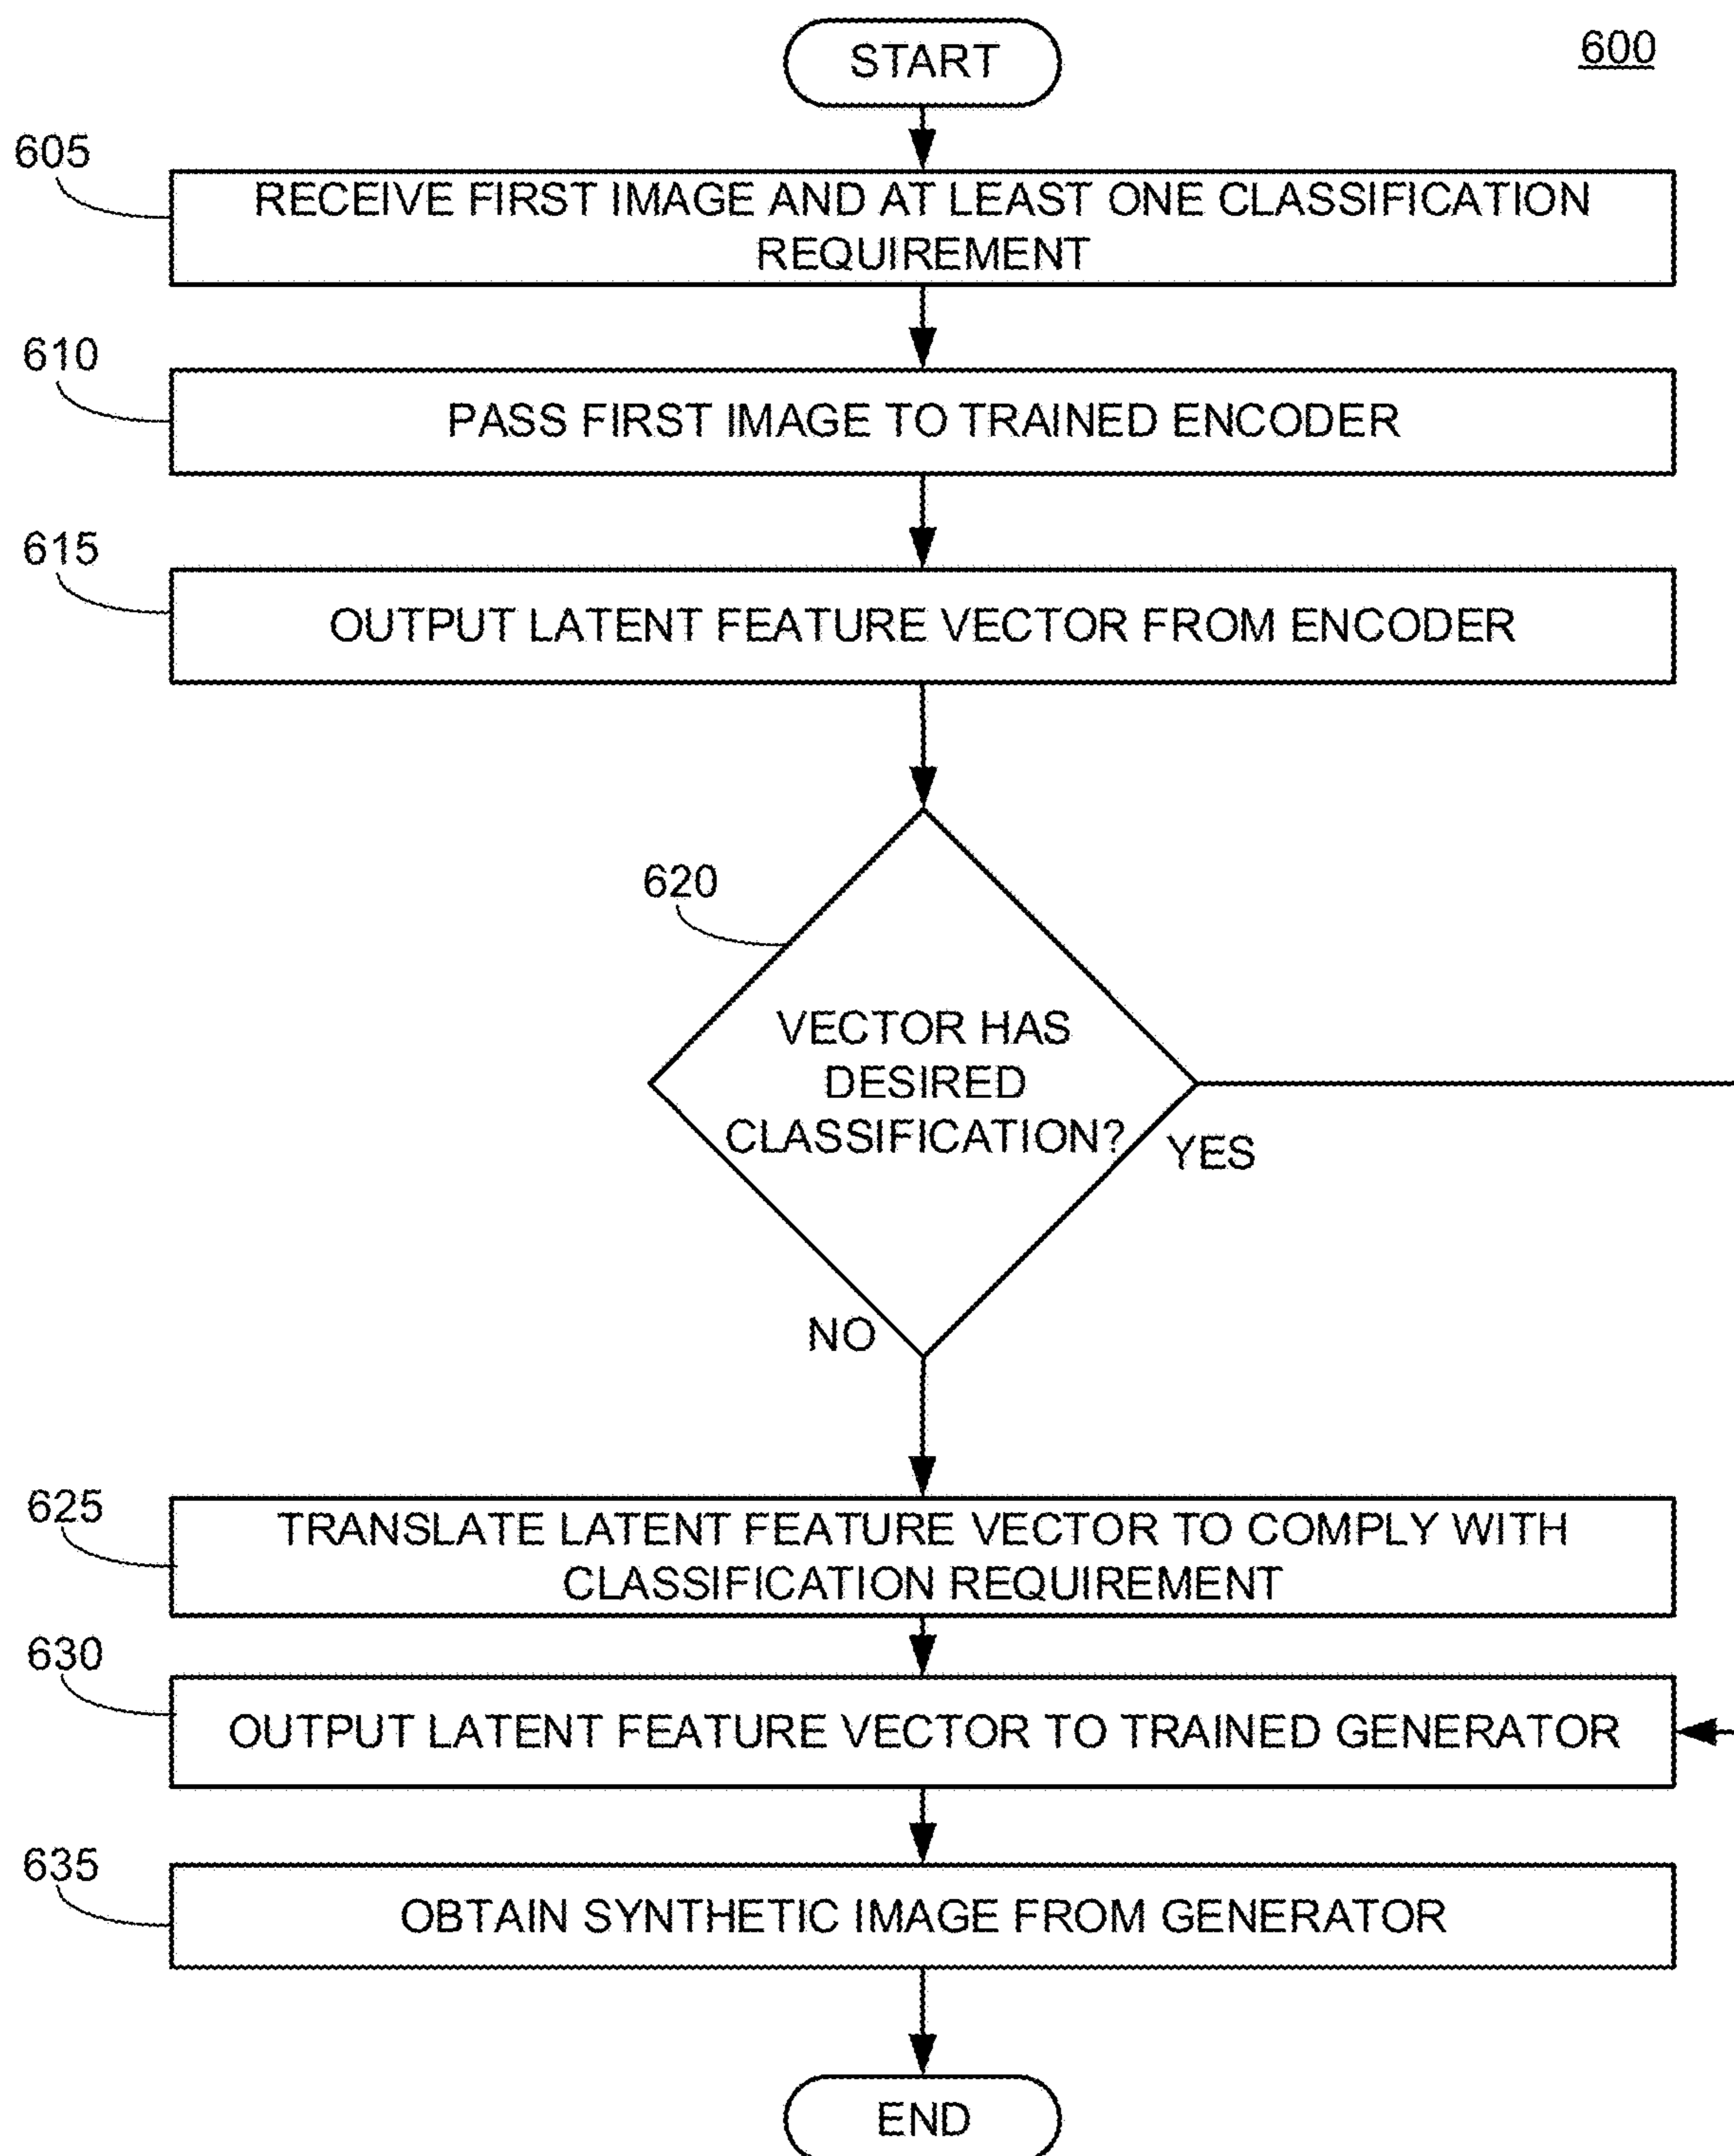 START
600
605
RECEIVE FIRST IMAGE AND AT LEAST ONE CLASSIFICATION
REQUIREMENT
610
PASS FIRST IMAGE TO TRAINED ENCODER
615
OUTPUT LATENT FEATURE VECTOR FROM ENCODER
620
VECTOR HAS
DESIRED
CLASSIFICATION?
YES
NO
625
TRANSLATE LATENT FEATURE VECTOR TO COMPLY WITH
CLASSIFICATION REQUIREMENT
630
OUTPUT LATENT FEATURE VECTOR TO TRAINED GENERATOR
635
OBTAIN SYNTHETIC IMAGE FROM GENERATOR
END